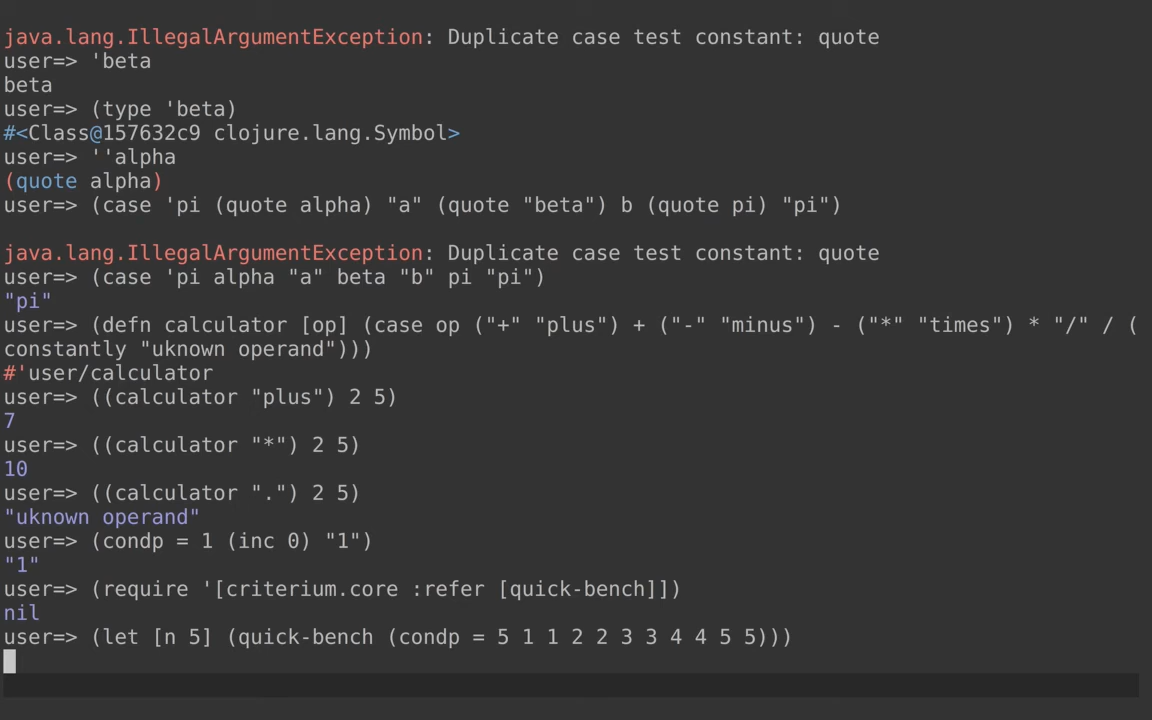 java.lang.IllegalArgumentException: Duplicate case test constant: quote
user=> 'beta
beta
user=> (type 'beta)
#<Class@157632c9 clojure.lang.Symbol>
user=> ''alpha
(quote alpha)
user=> (case 'pi (quote alpha) "a" (quote "beta") b (quote pi) "pi")
java.lang.IllegalArgumentException: Duplicate case test constant: quote
user=> (case 'pi alpha "a" beta "b" pi "pi")
"pi"
user=> (defn calculator [op] (case op ("+" "plus") + ("-" "minus") - ("*" "times") * "/" / (
constantly "uknown operand")))
#'user/calculator
user=> ((calculator "plus") 2 5)
7
user=> ((calculator "*") 2 5)
10
user=> ((calculator ".") 2 5)
"uknown operand"
user=> (condp = 1 (inc 0) "1")
"1"
user=> (require '[criterium.core :refer [quick-bench]])
nil
user=> (let [n 5] (quick-bench (condp = 5 1 1 2 2 3 3 4 4 5 5)))